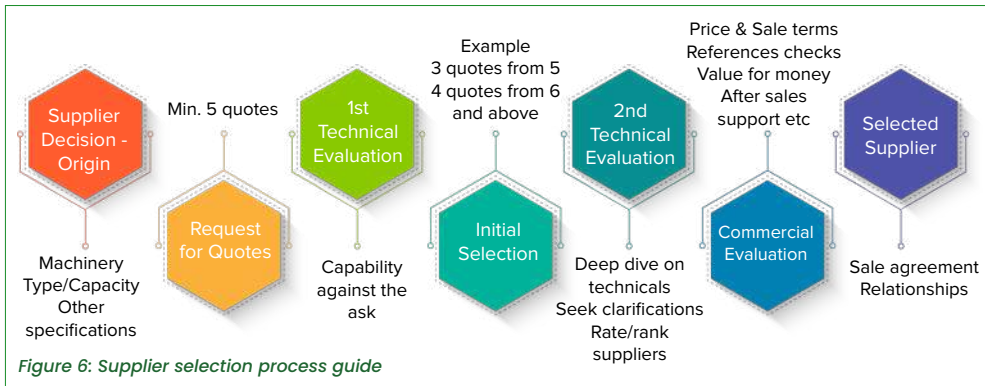 Supplier
Decision -
Origin
Machinery
Type/Capacity
Other
specifications
Min. 5 quotes
Request
for Quotes
1st
Technical
Evaluation
Capability
against the
ask
Example
3 quotes from 5
4 quotes from 6
and above
Initial
Selection
2nd
Technical
Evaluation
Deep dive on
technicals
Seek clarifications
Rate/rank
suppliers
Price & Sale terms
References checks
Value for money
After sales
support etc
Commercial
Evaluation
Selected
Supplier
Sale agreement
Relationships
Figure 6: Supplier selection process guide